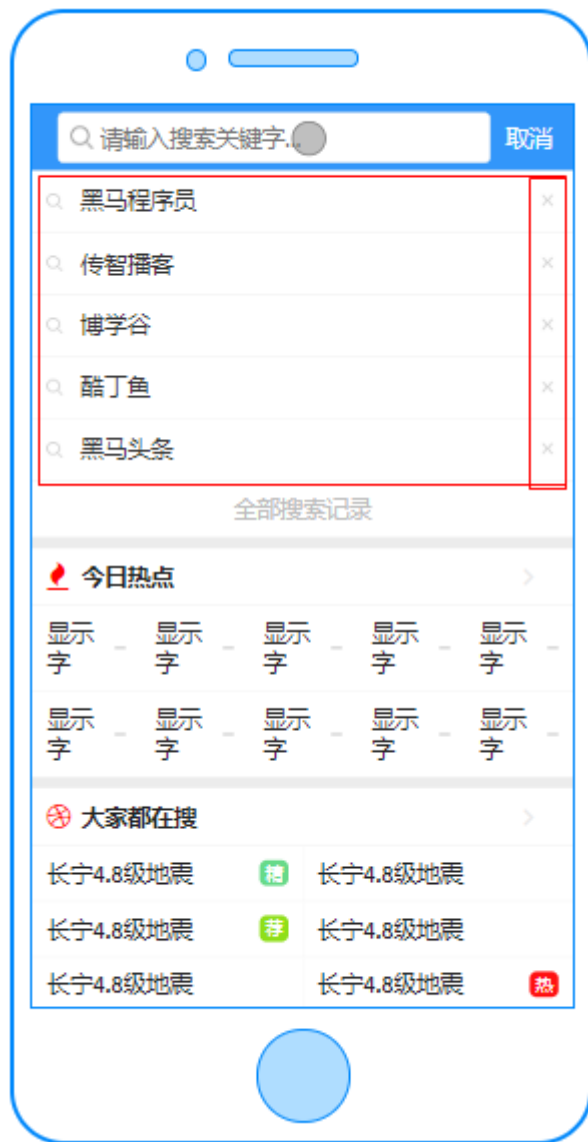 请输入搜索关键字...
取消
黑马程序员
传智播客
博学谷
酷丁鱼
黑马头条
全部搜索记录
今日热点
显示字 显示字 显示字 显示字 显示字
显示字 显示字 显示字 显示字 显示字
大家都在搜
长宁4.8级地震 精 长宁4.8级地震
长宁4.8级地震 荐 长宁4.8级地震
长宁4.8级地震 长宁4.8级地震 热